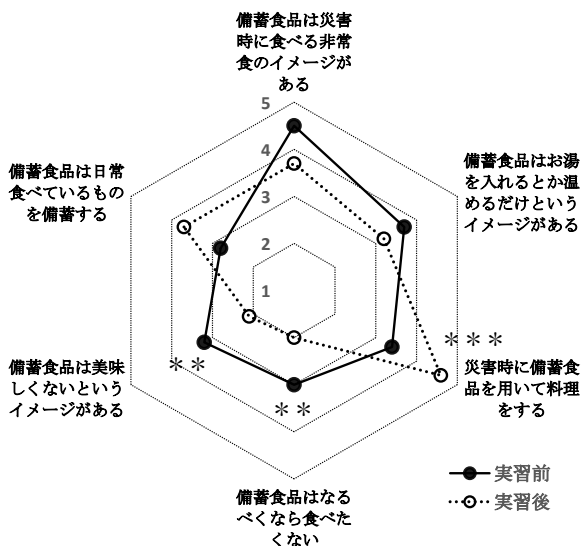 備蓄食品は災害
時に食べる非常
食のイメージが
ある
5
4
3
2
1
備蓄食品は日常
食べているもの
を備蓄する
備蓄食品はお湯
を入れるとか温
めるだけという
イメージがある
***
災害時に備蓄食
品を用いて料理
をする
備蓄食品は美味
しくないという
イメージがある
**
**
備蓄食品はなる
べくなら食べた
くない
実習前
実習後